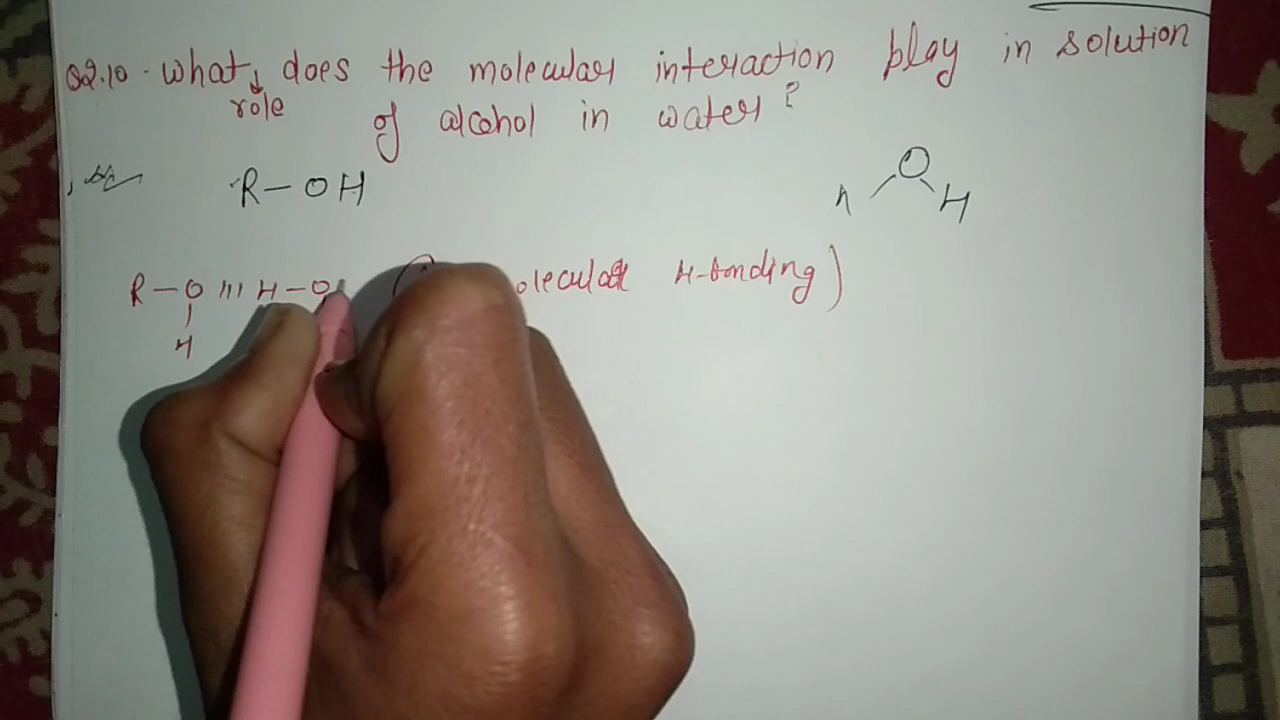 Q2.10. what does the molecular interaction play in solution
role
of alcohol in water?
R-OH
O
H H
R-O ||| H-O
olecular H-bonding)
H